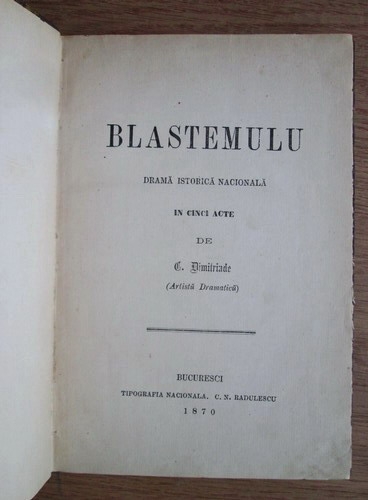 BLASTEMULU
DRAMĂ ISTORICĂ NACIONALĂ
IN CINCI ACTE
DE
C. Dimitriade
(Artistă Dramatică)
BUCURESCI
TIPOGRAFIA NACIONALA, C. N. RADULESCU
1870